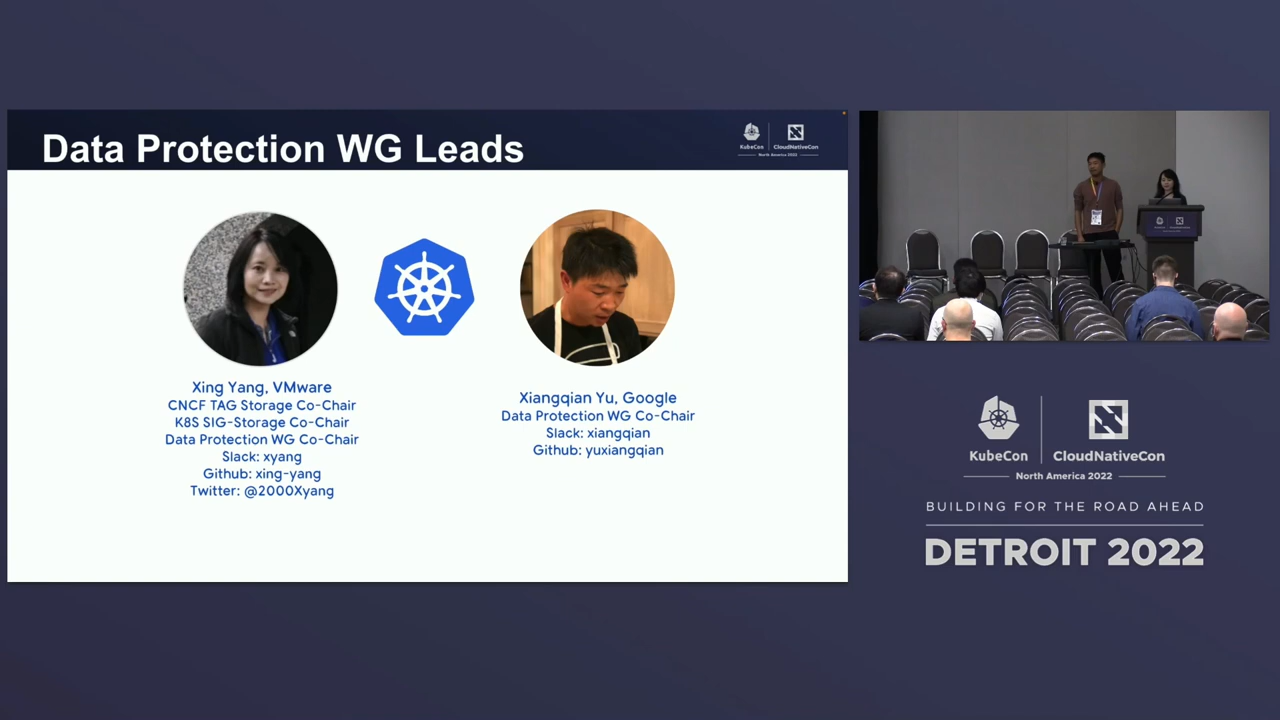 Data Protection WG Leads
KubeCon
CloudNativeCon
North America 2022
Xing Yang, VMware
CNCF TAG Storage Co-Chair
K8S SIG-Storage Co-Chair
Data Protection WG Co-Chair
Slack: xyang
Github: xing-yang
Twitter: @2000Xyang
Xiangqian Yu, Google
Data Protection WG Co-Chair
Slack: xiangqian
Github: yuxiangqian
KubeCon
CloudNativeCon
North America 2022
BUILDING FOR THE ROAD AHEAD
DETROIT 2022